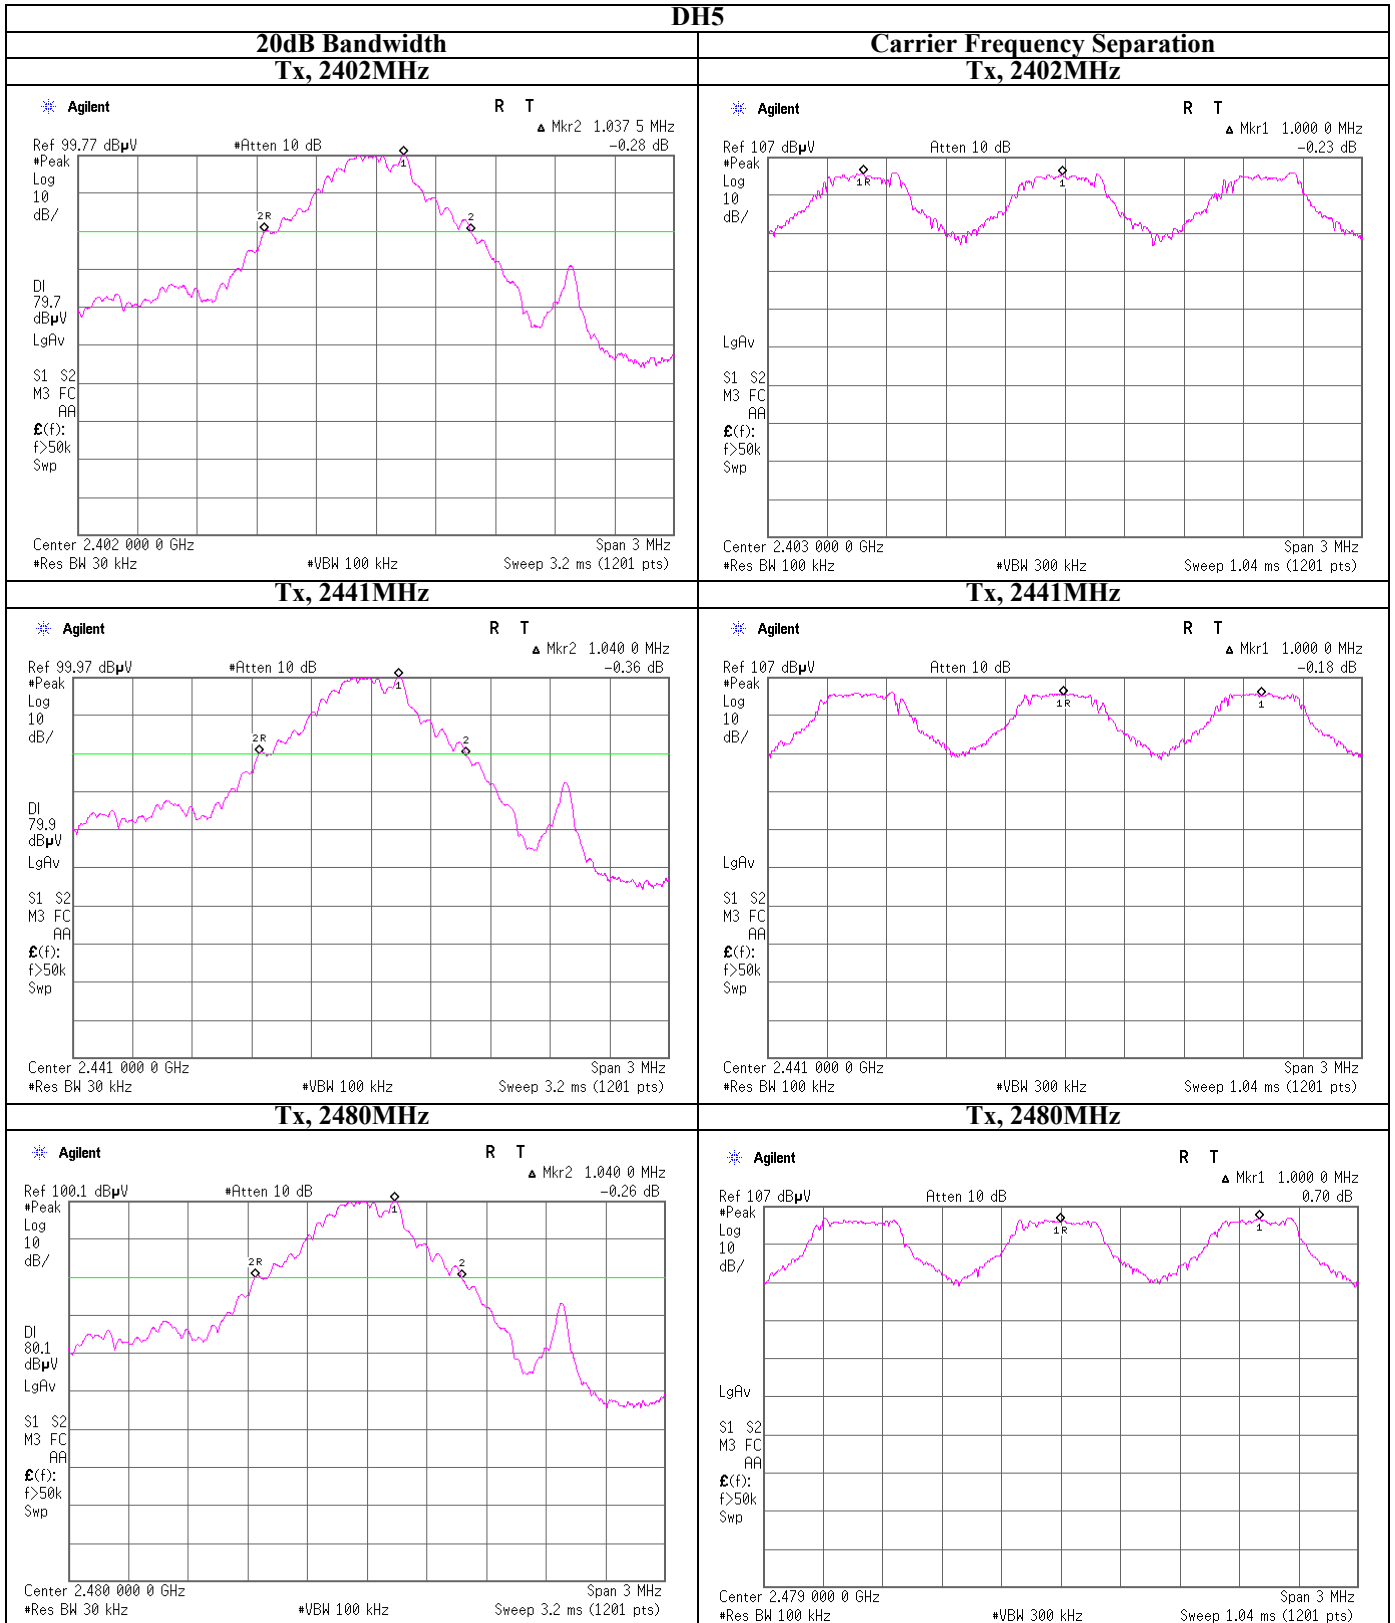 DH5
20dB Bandwidth
Carrier Frequency Separation
Tx, 2402MHz
Tx, 2402MHz
Agilent
R T
Δ Mkr2 1.037 5 MHz
Ref 99.77 dBµV
#Atten 10 dB
-0.28 dB
#Peak
Log
10
dB/
1
2R
2
DI
79.7
dBµV
LgAv
S1 S2
M3 FC
AA
£(f):
f>50k
Swp
Center 2.402 000 0 GHz
Span 3 MHz
#Res BW 30 kHz
#VBW 100 kHz
Sweep 3.2 ms (1201 pts)
Agilent
R T
Δ Mkr1 1.000 0 MHz
Ref 107 dBµV
Atten 10 dB
-0.23 dB
#Peak
Log
10
dB/
1R
1
LgAv
S1 S2
M3 FC
AA
£(f):
f>50k
Swp
Center 2.403 000 0 GHz
Span 3 MHz
#Res BW 100 kHz
#VBW 300 kHz
Sweep 1.04 ms (1201 pts)
Tx, 2441MHz
Tx, 2441MHz
Agilent
R T
Δ Mkr2 1.040 0 MHz
Ref 99.97 dBµV
#Atten 10 dB
-0.36 dB
#Peak
Log
10
dB/
1
2R
2
DI
79.9
dBµV
LgAv
S1 S2
M3 FC
AA
£(f):
f>50k
Swp
Center 2.441 000 0 GHz
Span 3 MHz
#Res BW 30 kHz
#VBW 100 kHz
Sweep 3.2 ms (1201 pts)
Agilent
R T
Δ Mkr1 1.000 0 MHz
Ref 107 dBµV
Atten 10 dB
-0.18 dB
#Peak
Log
10
dB/
1R
1
LgAv
S1 S2
M3 FC
AA
£(f):
f>50k
Swp
Center 2.441 000 0 GHz
Span 3 MHz
#Res BW 100 kHz
#VBW 300 kHz
Sweep 1.04 ms (1201 pts)
Tx, 2480MHz
Tx, 2480MHz
Agilent
R T
Δ Mkr2 1.040 0 MHz
Ref 100.1 dBµV
#Atten 10 dB
-0.26 dB
#Peak
Log
10
dB/
1
2R
2
DI
80.1
dBµV
LgAv
S1 S2
M3 FC
AA
£(f):
f>50k
Swp
Center 2.480 000 0 GHz
Span 3 MHz
#Res BW 30 kHz
#VBW 100 kHz
Sweep 3.2 ms (1201 pts)
Agilent
R T
Δ Mkr1 1.000 0 MHz
Ref 107 dBµV
Atten 10 dB
0.70 dB
#Peak
Log
10
dB/
1R
1
LgAv
S1 S2
M3 FC
AA
£(f):
f>50k
Swp
Center 2.479 000 0 GHz
Span 3 MHz
#Res BW 100 kHz
#VBW 300 kHz
Sweep 1.04 ms (1201 pts)